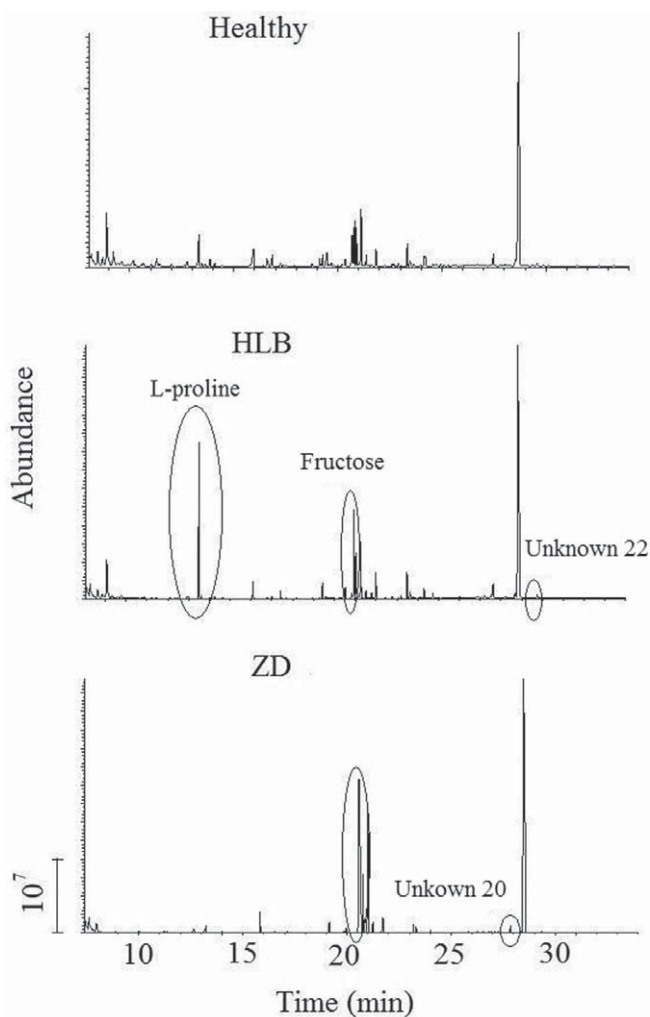 Healthy
HLB
L-proline
Fructose
Unknown 22
Abundance
ZD
Unkown 20
10^7
10 15 20 25 30
Time (min)